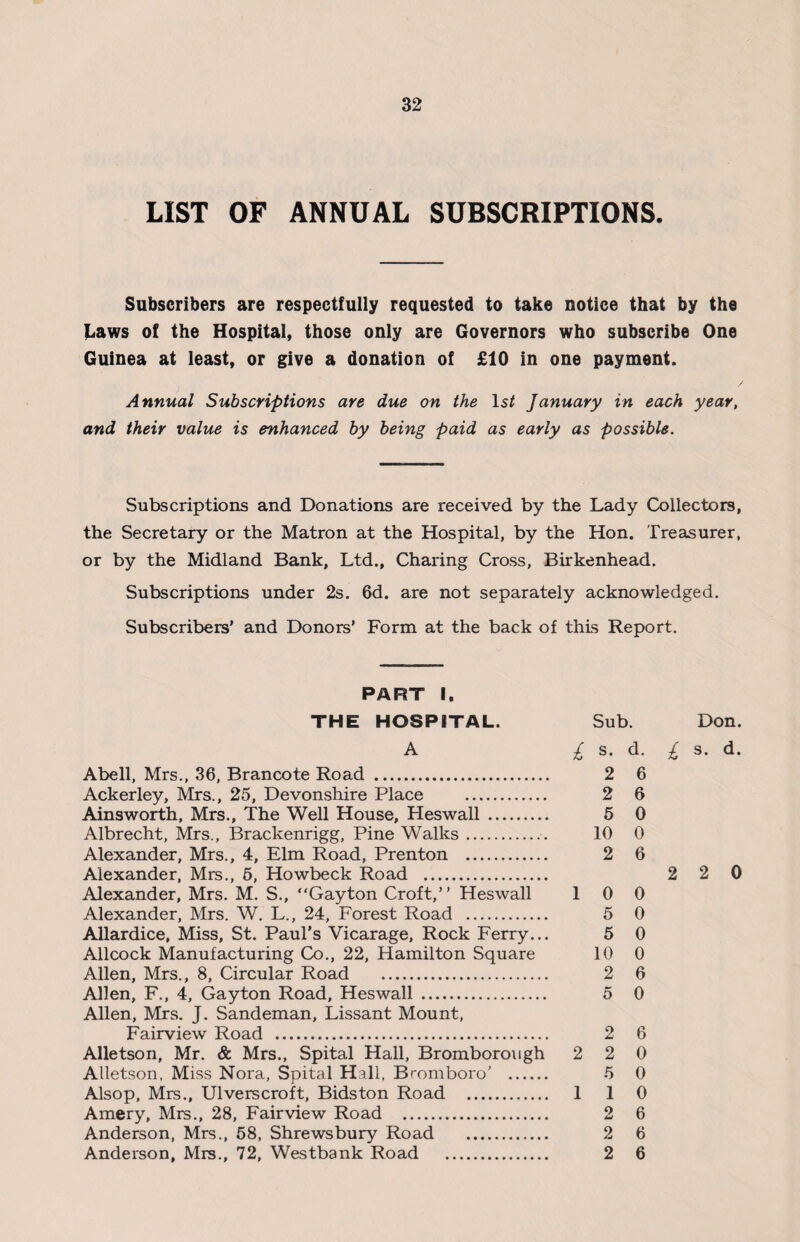 32
LIST OF ANNUAL SUBSCRIPTIONS.
Subscribers are respectfully requested to take notice that by the
Laws of the Hospital, those only are Governors who subscribe One
Guinea at least, or give a donation of £10 in one payment.
Annual Subscriptions are due on the 1st January in each year,
and their value is enhanced by being paid as early as possible.
Subscriptions and Donations are received by the Lady Collectors,
the Secretary or the Matron at the Hospital, by the Hon. Treasurer,
or by the Midland Bank, Ltd., Charing Cross, Birkenhead.
Subscriptions under 2s. 6d. are not separately acknowledged.
Subscribers' and Donors' Form at the back of this Report.
PART I.
THE HOSPITAL. Sub. Don.
A £ s. d. £ s. d.
Abell, Mrs., 36, Brancote Road ........................... 2 6
Ackerley, Mrs., 25, Devonshire Place ............ 2 6
Ainsworth, Mrs., The Well House, Heswall .......... 5 0
Albrecht, Mrs., Brackenrigg, Pine Walks ............ 10 0
Alexander, Mrs., 4, Elm Road, Prenton ............ 2 6
Alexander, Mrs., 5, Howbeck Road .................. 2 2 0
Alexander, Mrs. M. S., "Gayton Croft,'' Heswall 1 0 0
Alexander, Mrs. W. L., 24, Forest Road ............ 5 0
Allardice, Miss, St. Paul's Vicarage, Rock Ferry... 5 0
Allcock Manufacturing Co., 22, Hamilton Square 10 0
Allen, Mrs., 8, Circular Road ........................ 2 6
Allen, F., 4, Gayton Road, Heswall .................. 5 0
Allen, Mrs. J. Sandeman, Lissant Mount,
Fairview Road ....................................... 2 6
Alletson, Mr. & Mrs., Spital Hall, Bromborough 2 2 0
Alletson, Miss Nora, Spital Hall, Bromboro' ...... 5 0
Alsop, Mrs., Ulverscroft, Bidston Road ............ 1 1 0
Amery, Mrs., 28, Fairview Road ..................... 2 6
Anderson, Mrs., 58, Shrewsbury Road ............ 2 6
Anderson, Mrs., 72, Westbank Road ............... 2 6